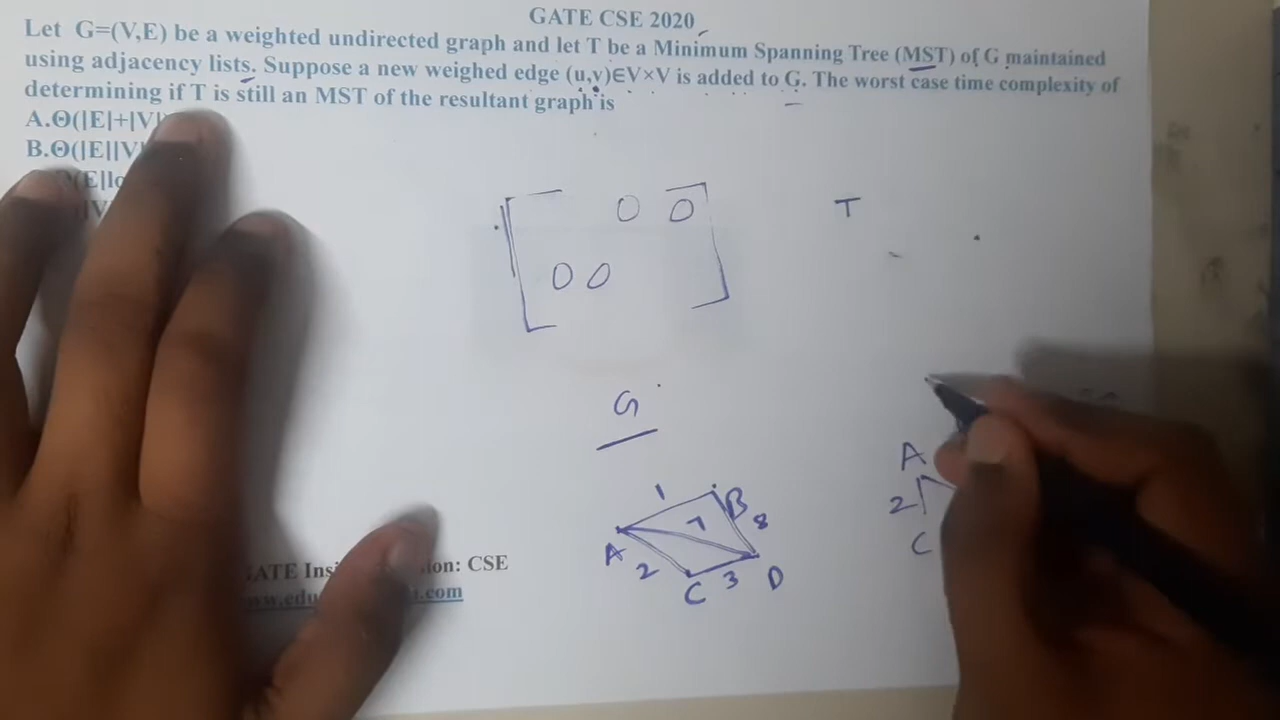 GATE CSE 2020
Let G=(V,E) be a weighted undirected graph and let T be a Minimum Spanning Tree (MST) of G maintained
using adjacency lists. Suppose a new weighed edge (u,v)∈V×V is added to G. The worst case time complexity of
determining if T is still an MST of the resultant graph is
A.Θ(|E|+|V|
B.Θ(|E||V|
0 0
0 0
T
G
1
B
7
8
A
2
C
3
D
A
2
C
GATE CSE
.com